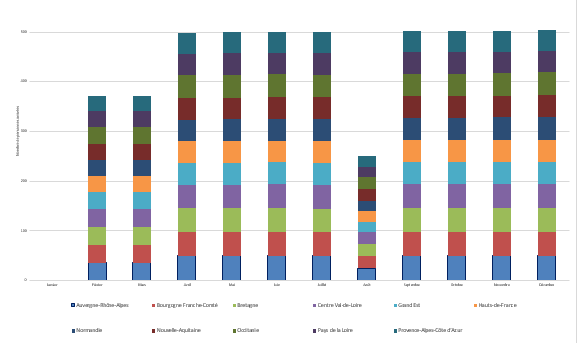 500
400
300
200
100
0
Janvier Février Mars Avril Mai Juin Juillet Août Septembre Octobre Novembre Décembre
Auvergne-Rhône-Alpes Bourgogne Franche-Comté Bretagne Centre Val-de-Loire Grand Est Hauts-de-France
Normandie Nouvelle-Aquitaine Occitanie Pays de la Loire Provence-Alpes-Côte d'Azur